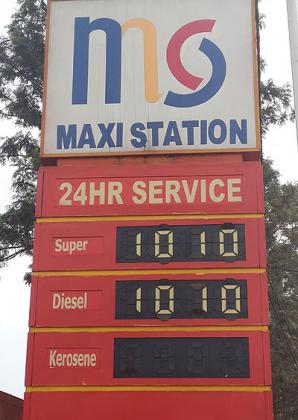 ms
MAXI STATION
24HR SERVICE
Super 1010
Diesel 1010
Kerosene